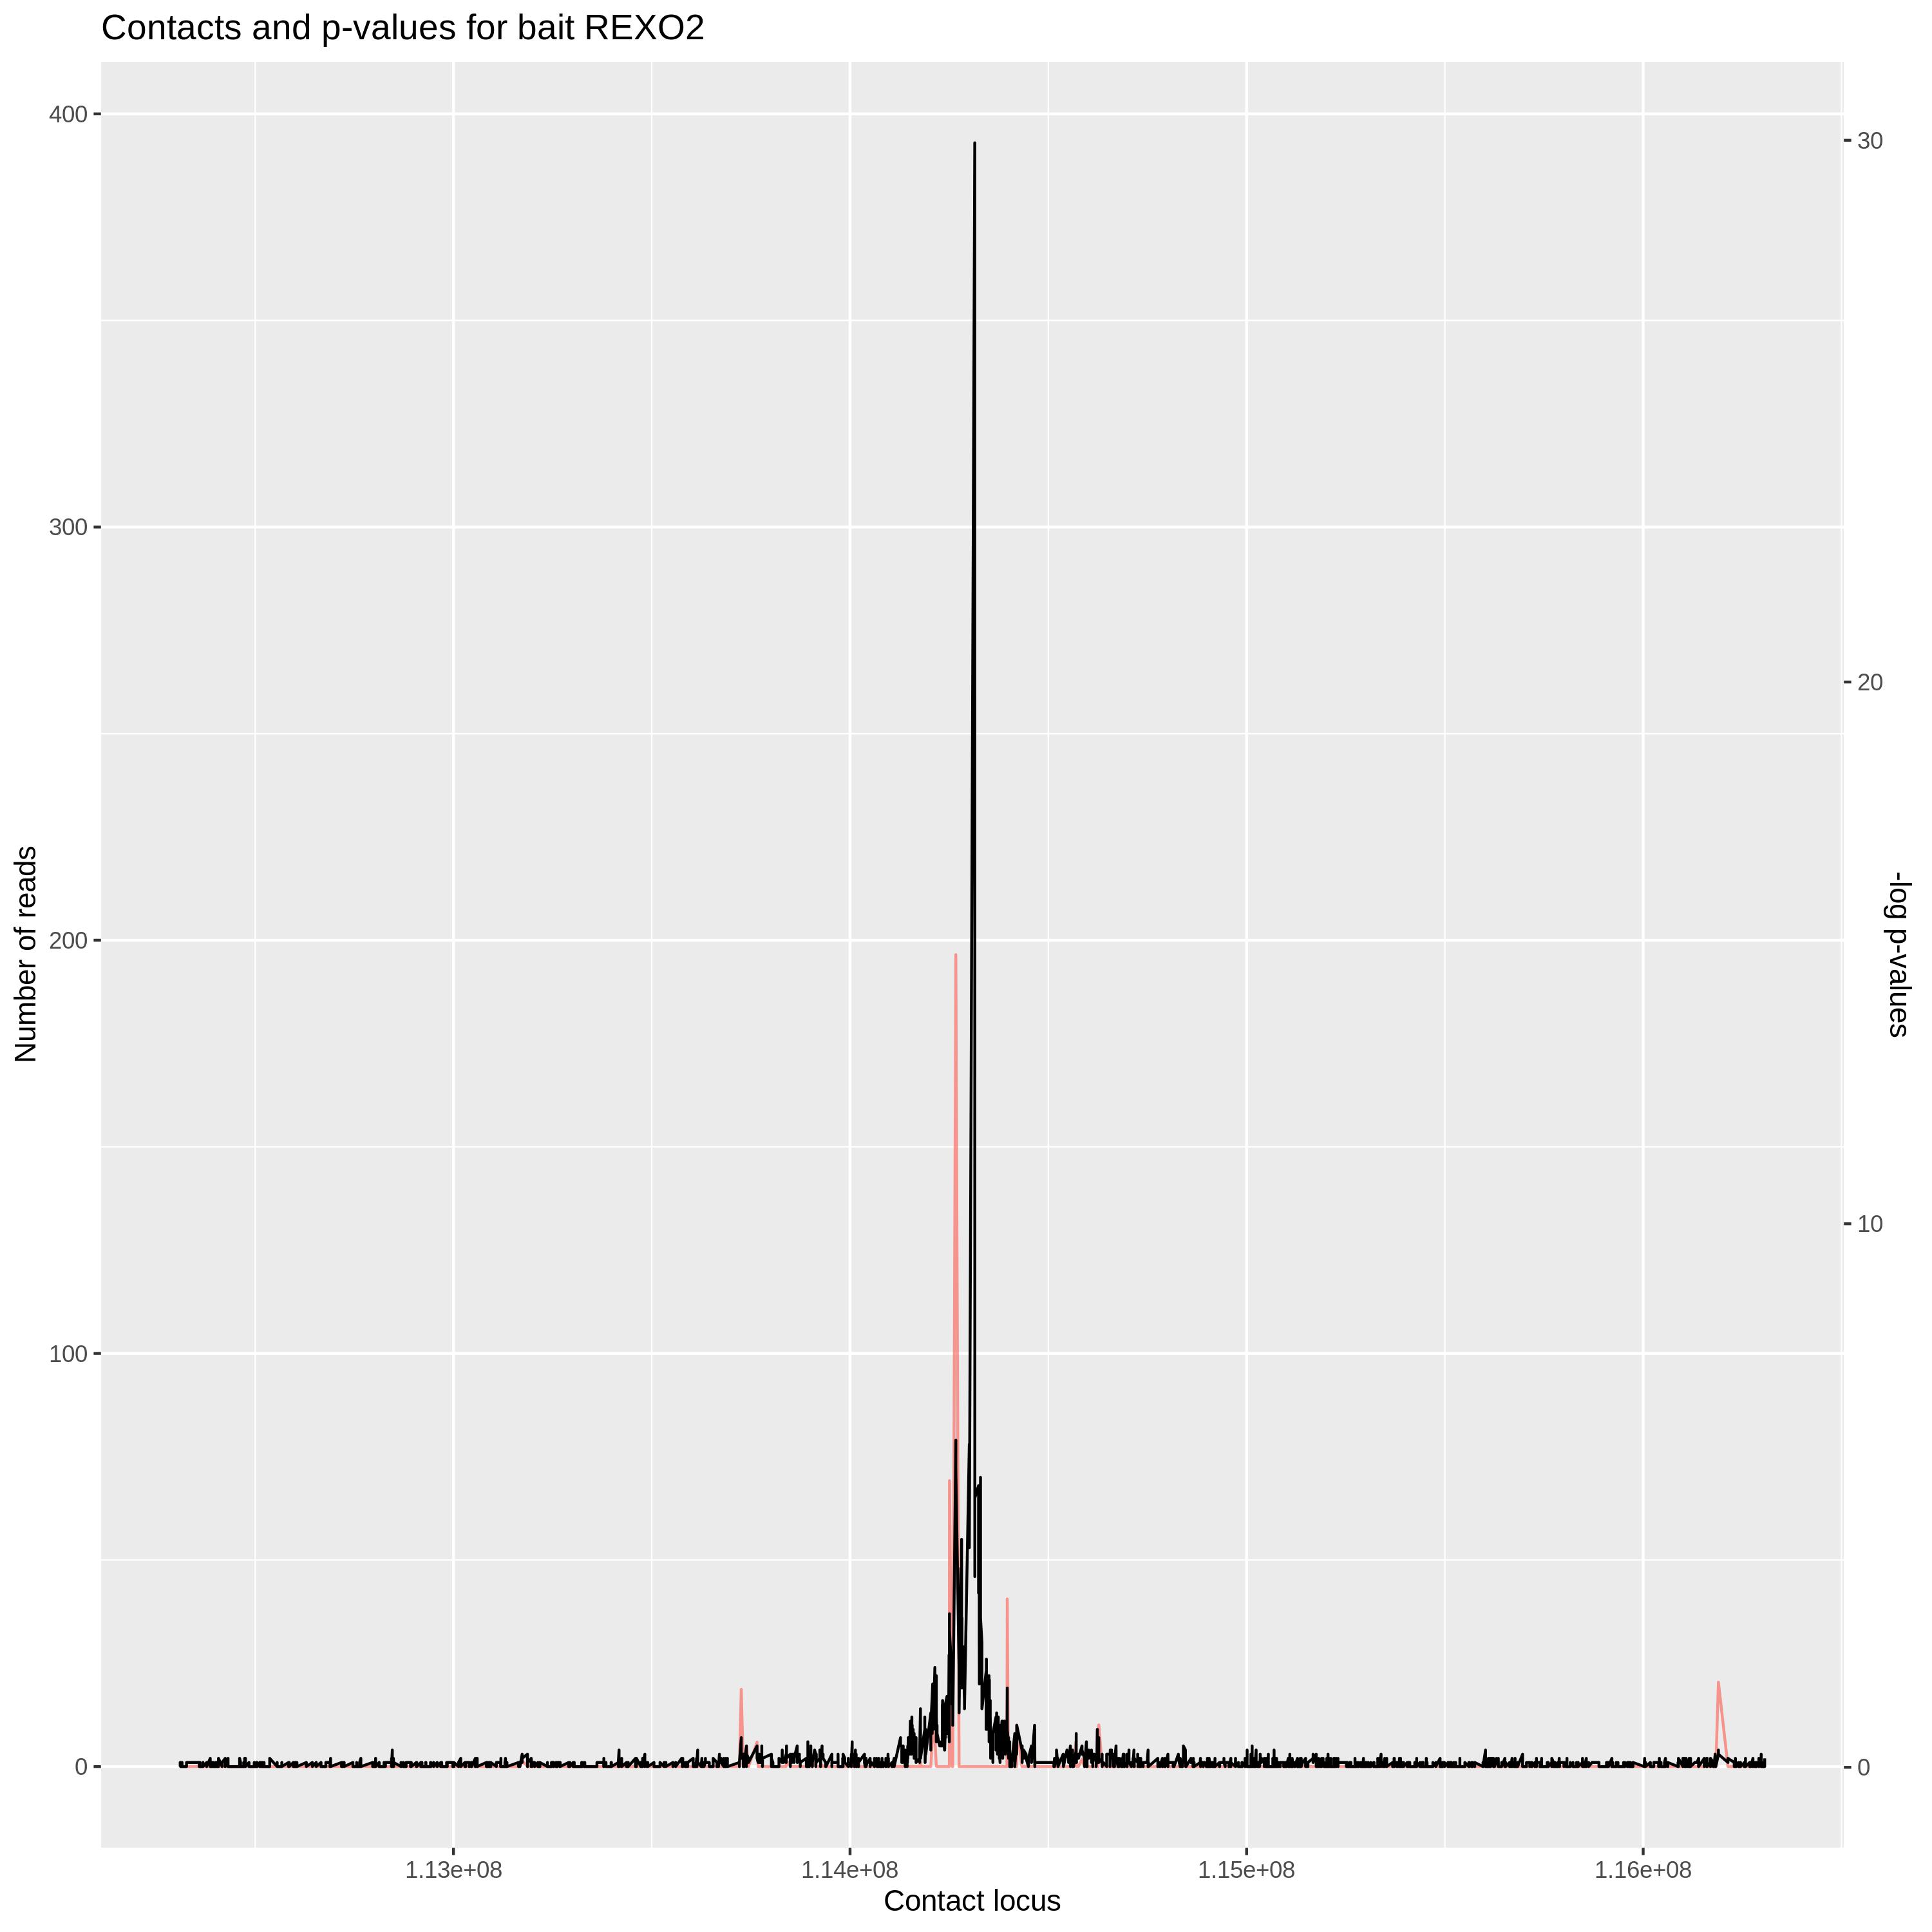 Contacts and p-values for bait REXO2
400
300
200
100
0
Number of reads
30
20
10
0
-log p-values
1.13e+08
1.14e+08
1.15e+08
1.16e+08
Contact locus